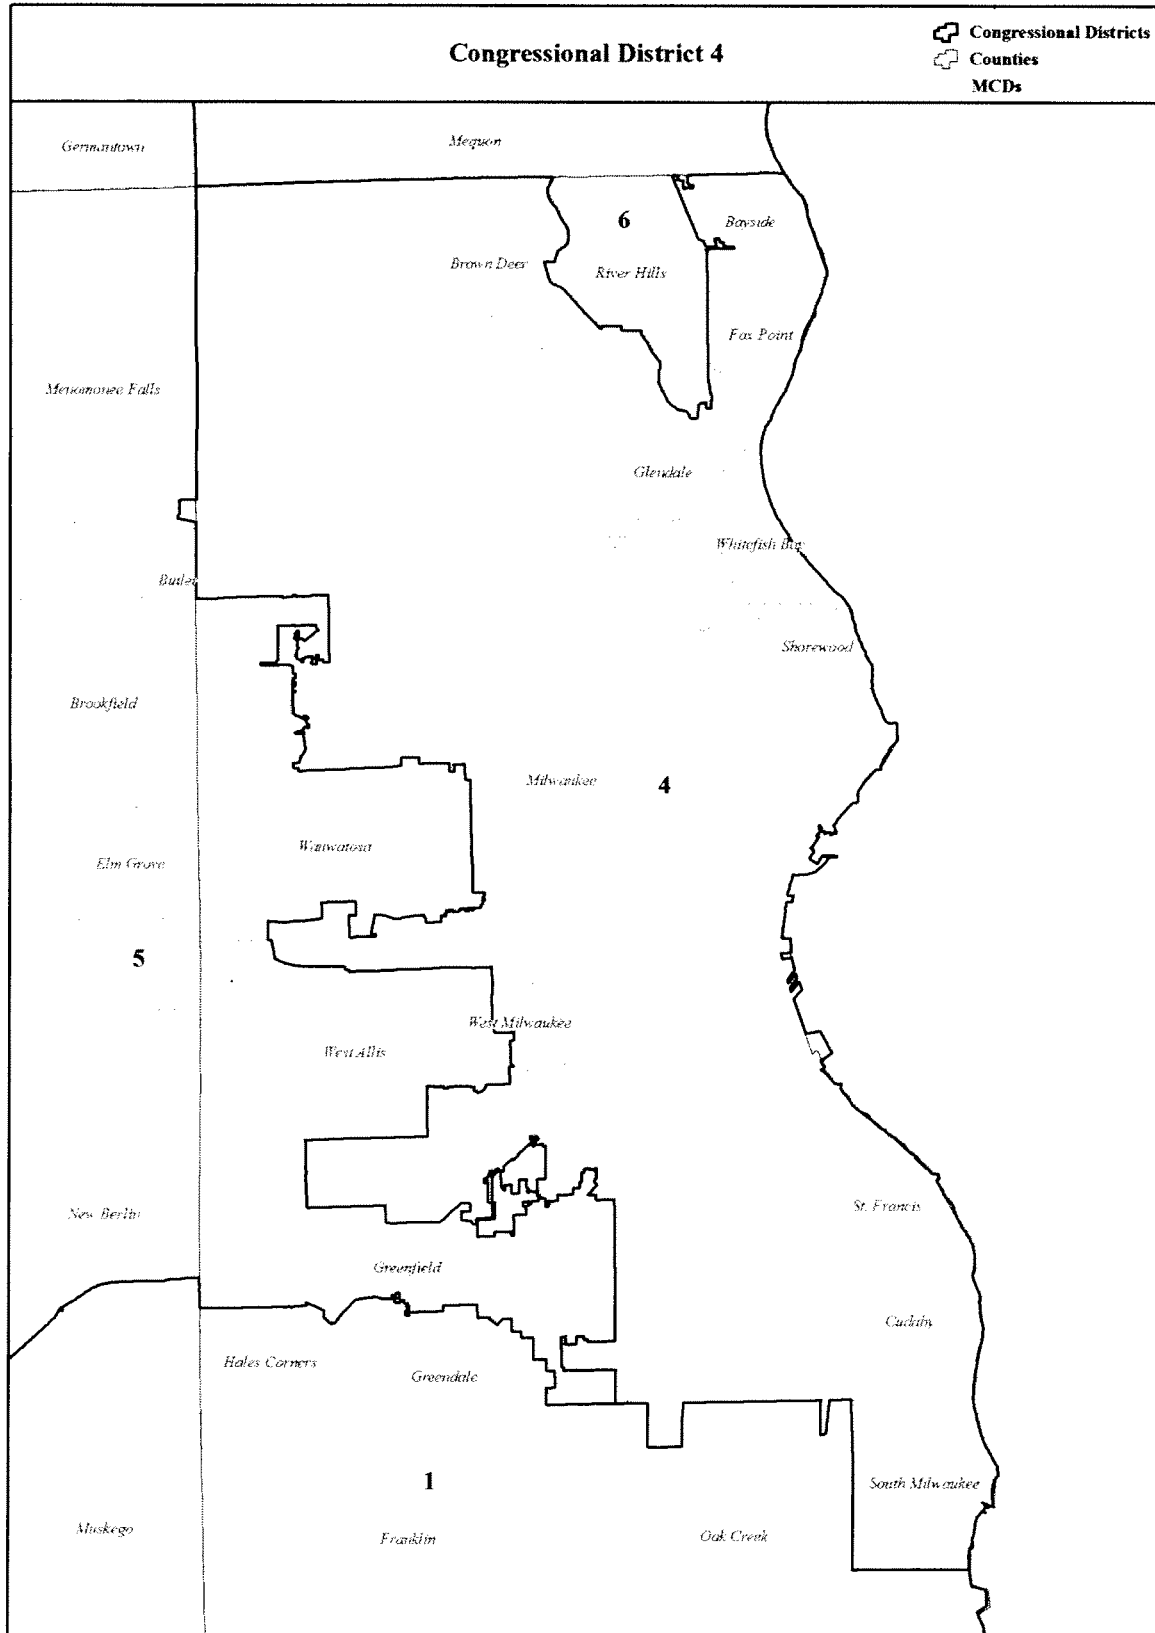 Congressional District 4
Congressional Districts
Counties
MCDs
Germantown
Mequon
6
Bayside
Brown Deer
River Hills
Fox Point
Menomonee Falls
Glendale
Whitefish Bay
Butler
Shorewood
Brookfield
Milwaukee
4
Wauwatosa
Elm Grove
5
West Milwaukee
West Allis
New Berlin
St. Francis
Greenfield
Cudahy
Hales Corners
Greendale
1
South Milwaukee
Muskego
Franklin
Oak Creek